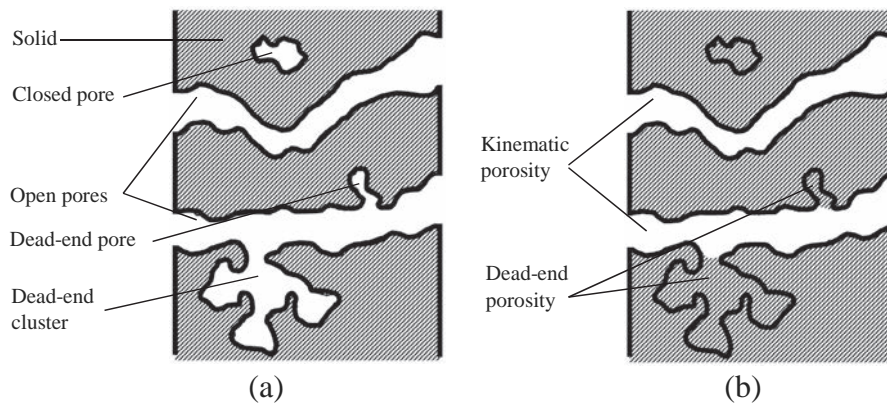 Solid
Closed pore
Open pores
Dead-end pore
Dead-end
cluster
(a)
Kinematic
porosity
Dead-end
porosity
(b)